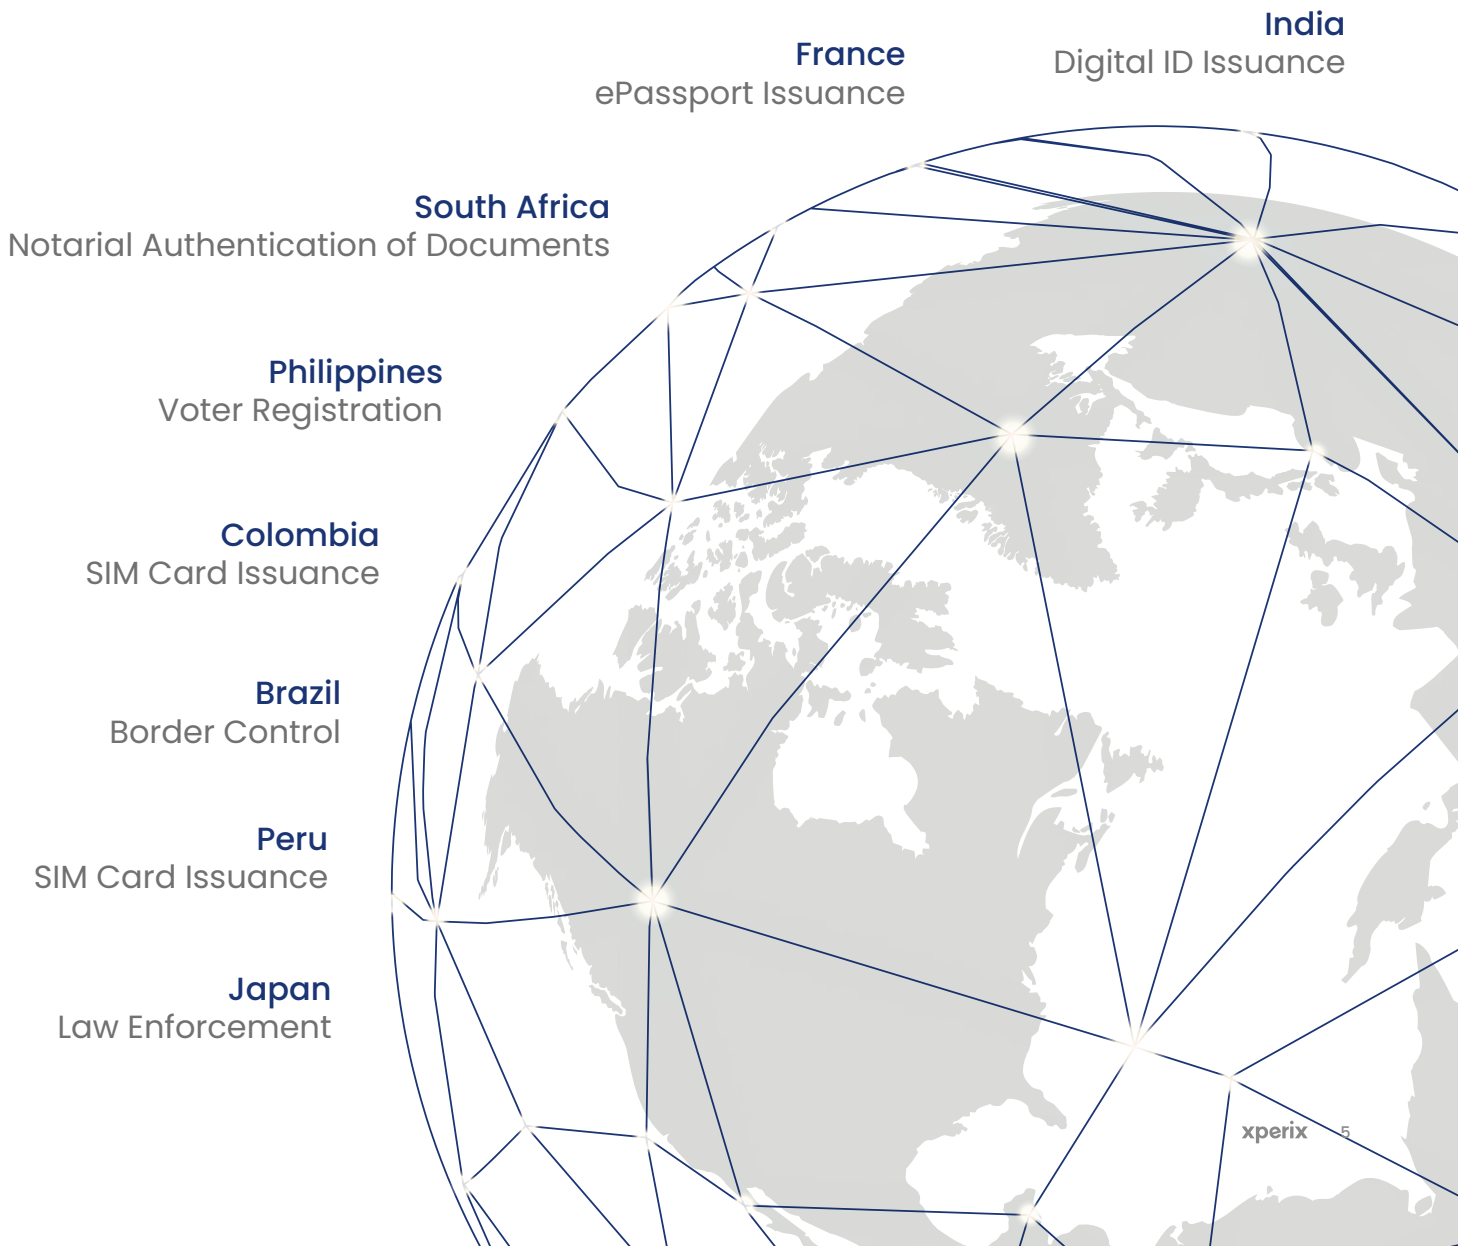 India
Digital ID Issuance
France
ePassport Issuance
South Africa
Notarial Authentication of Documents
Philippines
Voter Registration
Colombia
SIM Card Issuance
Brazil
Border Control
Peru
SIM Card Issuance
Japan
Law Enforcement
xperix 5